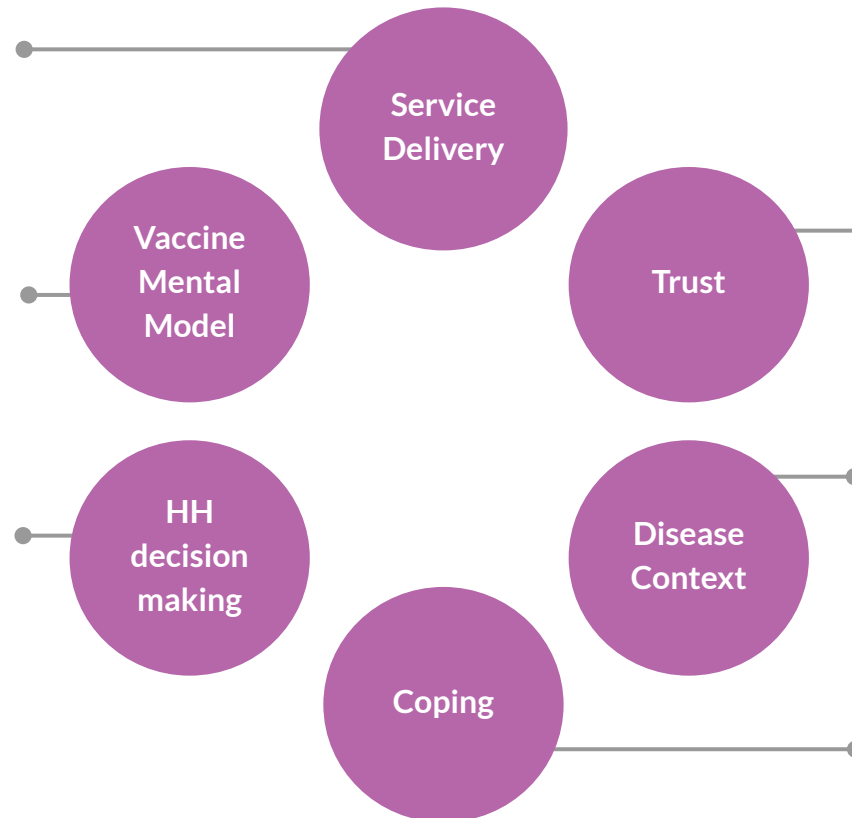 Service
Delivery
Vaccine
Mental
Model
Trust
HH
decision
making
Disease
Context
Coping